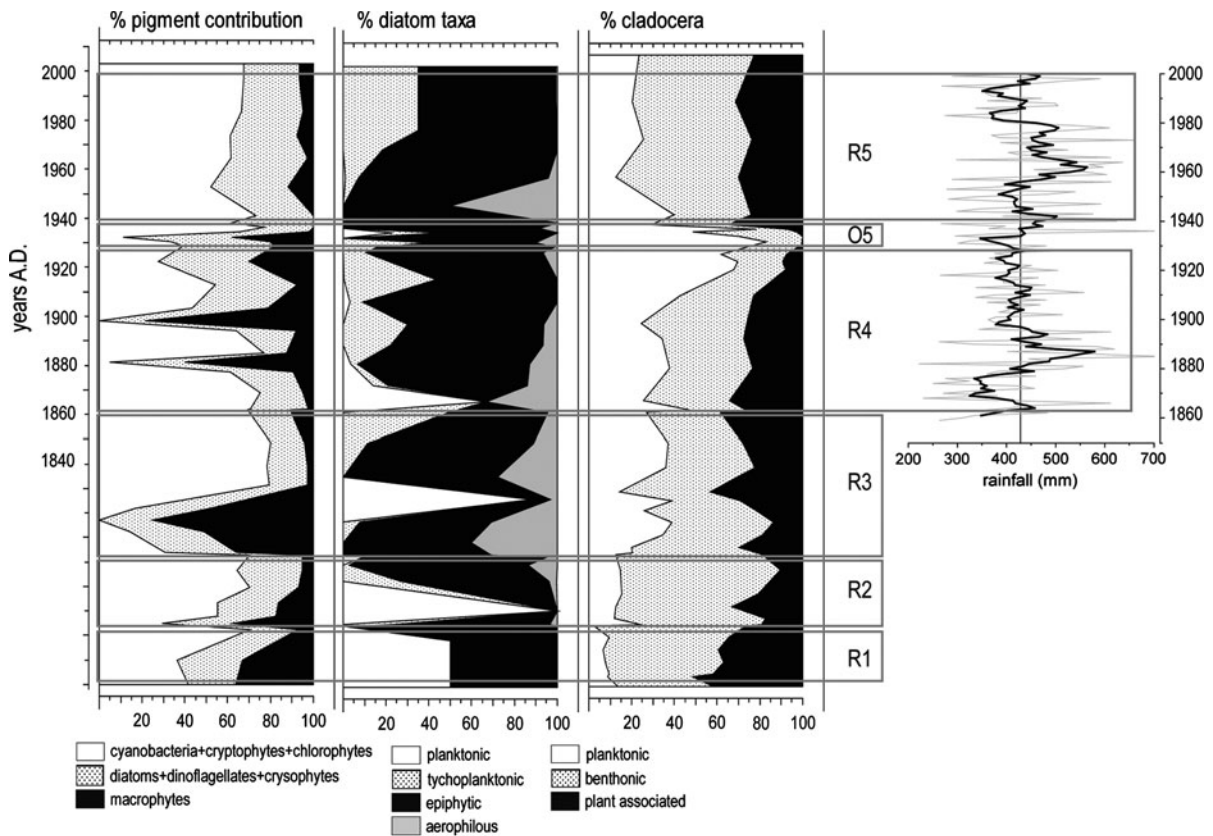 % pigment contribution
% diatom taxa
% cladocera
years A.D.
2000
1980
1960
1940
1920
1900
1880
1860
1840
R5
O5
R4
R3
R2
R1
2000
1980
1960
1940
1920
1900
1880
1860
200 300 400 500 600 700
rainfall (mm)
20 40 60 80 100
20 40 60 80 100
20 40 60 80 100
cyanobacteria+cryptophytes+chlorophytes
diatoms+dinoflagellates+crysophytes
macrophytes
planktonic
tychoplanktonic
epiphytic
aerophilous
planktonic
benthonic
plant associated